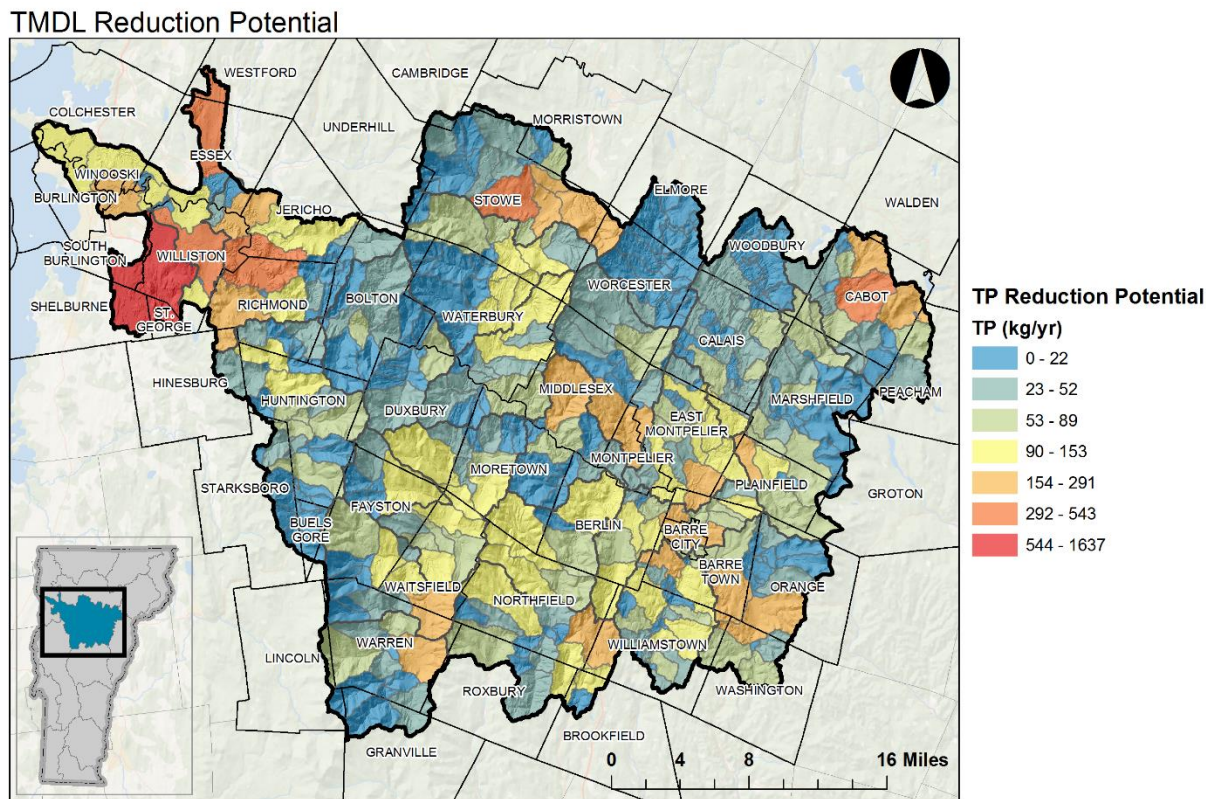 TMDL Reduction Potential
WESTFORD
CAMBRIDGE
COLCHESTER
MORRISTOWN
UNDERHILL
ESSEX
WINOOSKI
BURLINGTON
JERICHO
STOWE
ELMORE
WALDEN
SOUTH
BURLINGTON
WILLISTON
WOODBURY
SHELBURNE
ST.
GEORGE
RICHMOND
BOLTON
WORCESTER
CABOT
WATERBURY
CALAIS
HINESBURG
HUNTINGTON
DUXBURY
MIDDLESEX
MARSHFIELD
PEACHAM
EAST
MONTPELIER
MONTPELIER
MORETOWN
STARKSBORO
PLAINFIELD
GROTON
FAYSTON
BUELS
GORE
BERLIN
BARRE
CITY
BARRE
TOWN
ORANGE
WAITSFIELD
NORTHFIELD
WARREN
WILLIAMSTOWN
LINCOLN
ROXBURY
WASHINGTON
BROOKFIELD
GRANVILLE
0 4 8 16 Miles
TP Reduction Potential
TP (kg/yr)
0 - 22
23 - 52
53 - 89
90 - 153
154 - 291
292 - 543
544 - 1637